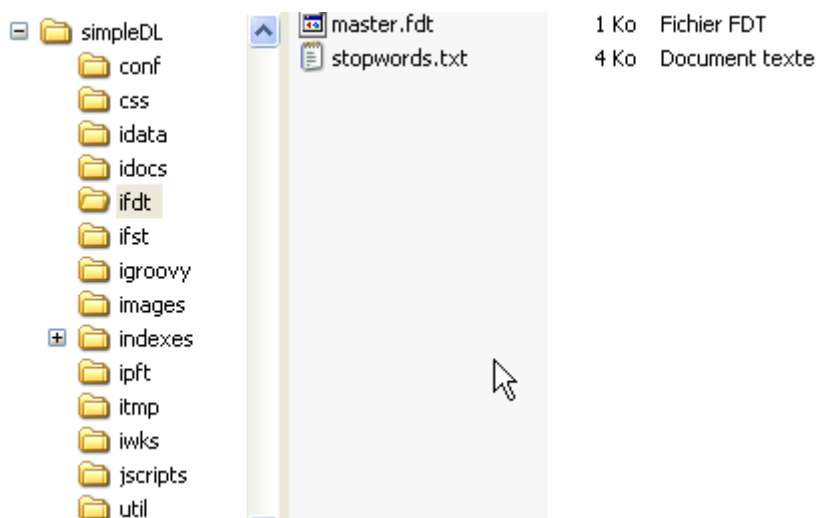 simpleDL
conf
css
idata
idocs
ifdt
ifst
igroovy
images
indexes
ipft
itmp
iwks
jscripts
util
master.fdt 1 Ko Fichier FDT
stopwords.txt 4 Ko Document texte